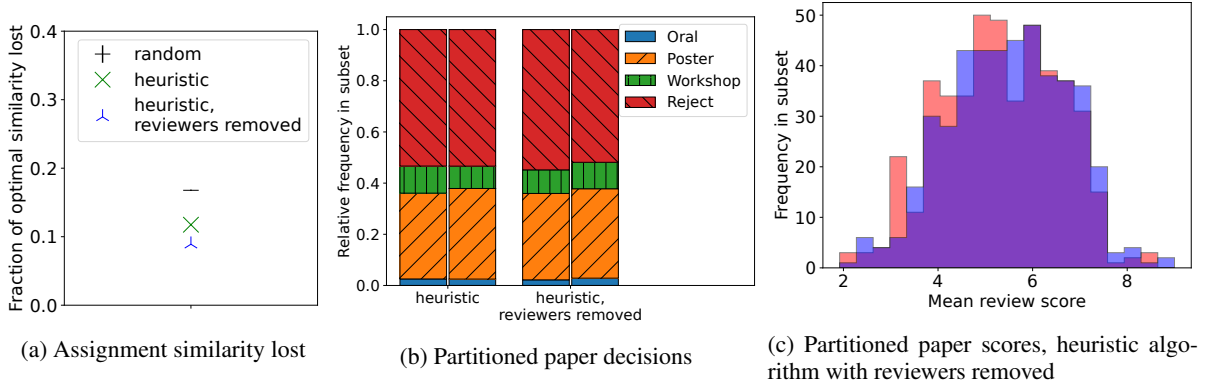 Fraction of optimal similarity lost
0.4
0.3
0.2
0.1
0.0
random
heuristic
heuristic,
reviewers removed
(a) Assignment similarity lost
Relative frequency in subset
1.0
0.8
0.6
0.4
0.2
0.0
Oral
Poster
Workshop
Reject
heuristic
heuristic,
reviewers removed
(b) Partitioned paper decisions
Frequency in subset
50
40
30
20
10
0
2 4 6 8
Mean review score
(c) Partitioned paper scores, heuristic algo-
rithm with reviewers removed